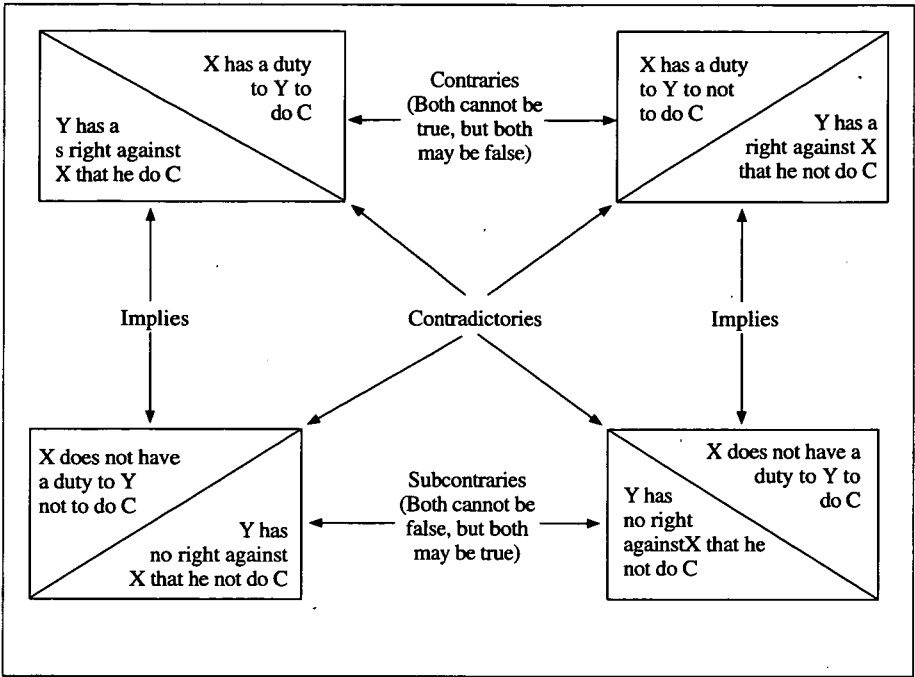 X has a duty
to Y to
do C
Y has a
s right against
X that he do C
Contraries
(Both cannot be
true, but both
may be false)
X has a duty
to Y to not
to do C
Y has a
right against X
that he not do C
Implies
Contradictories
Implies
X does not have
a duty to Y
not to do C
Y has
no right against
X that he not do C
Subcontraries
(Both cannot be
false, but both
may be true)
X does not have a
duty to Y to
do C
Y has
no right
againstX that he
not do C